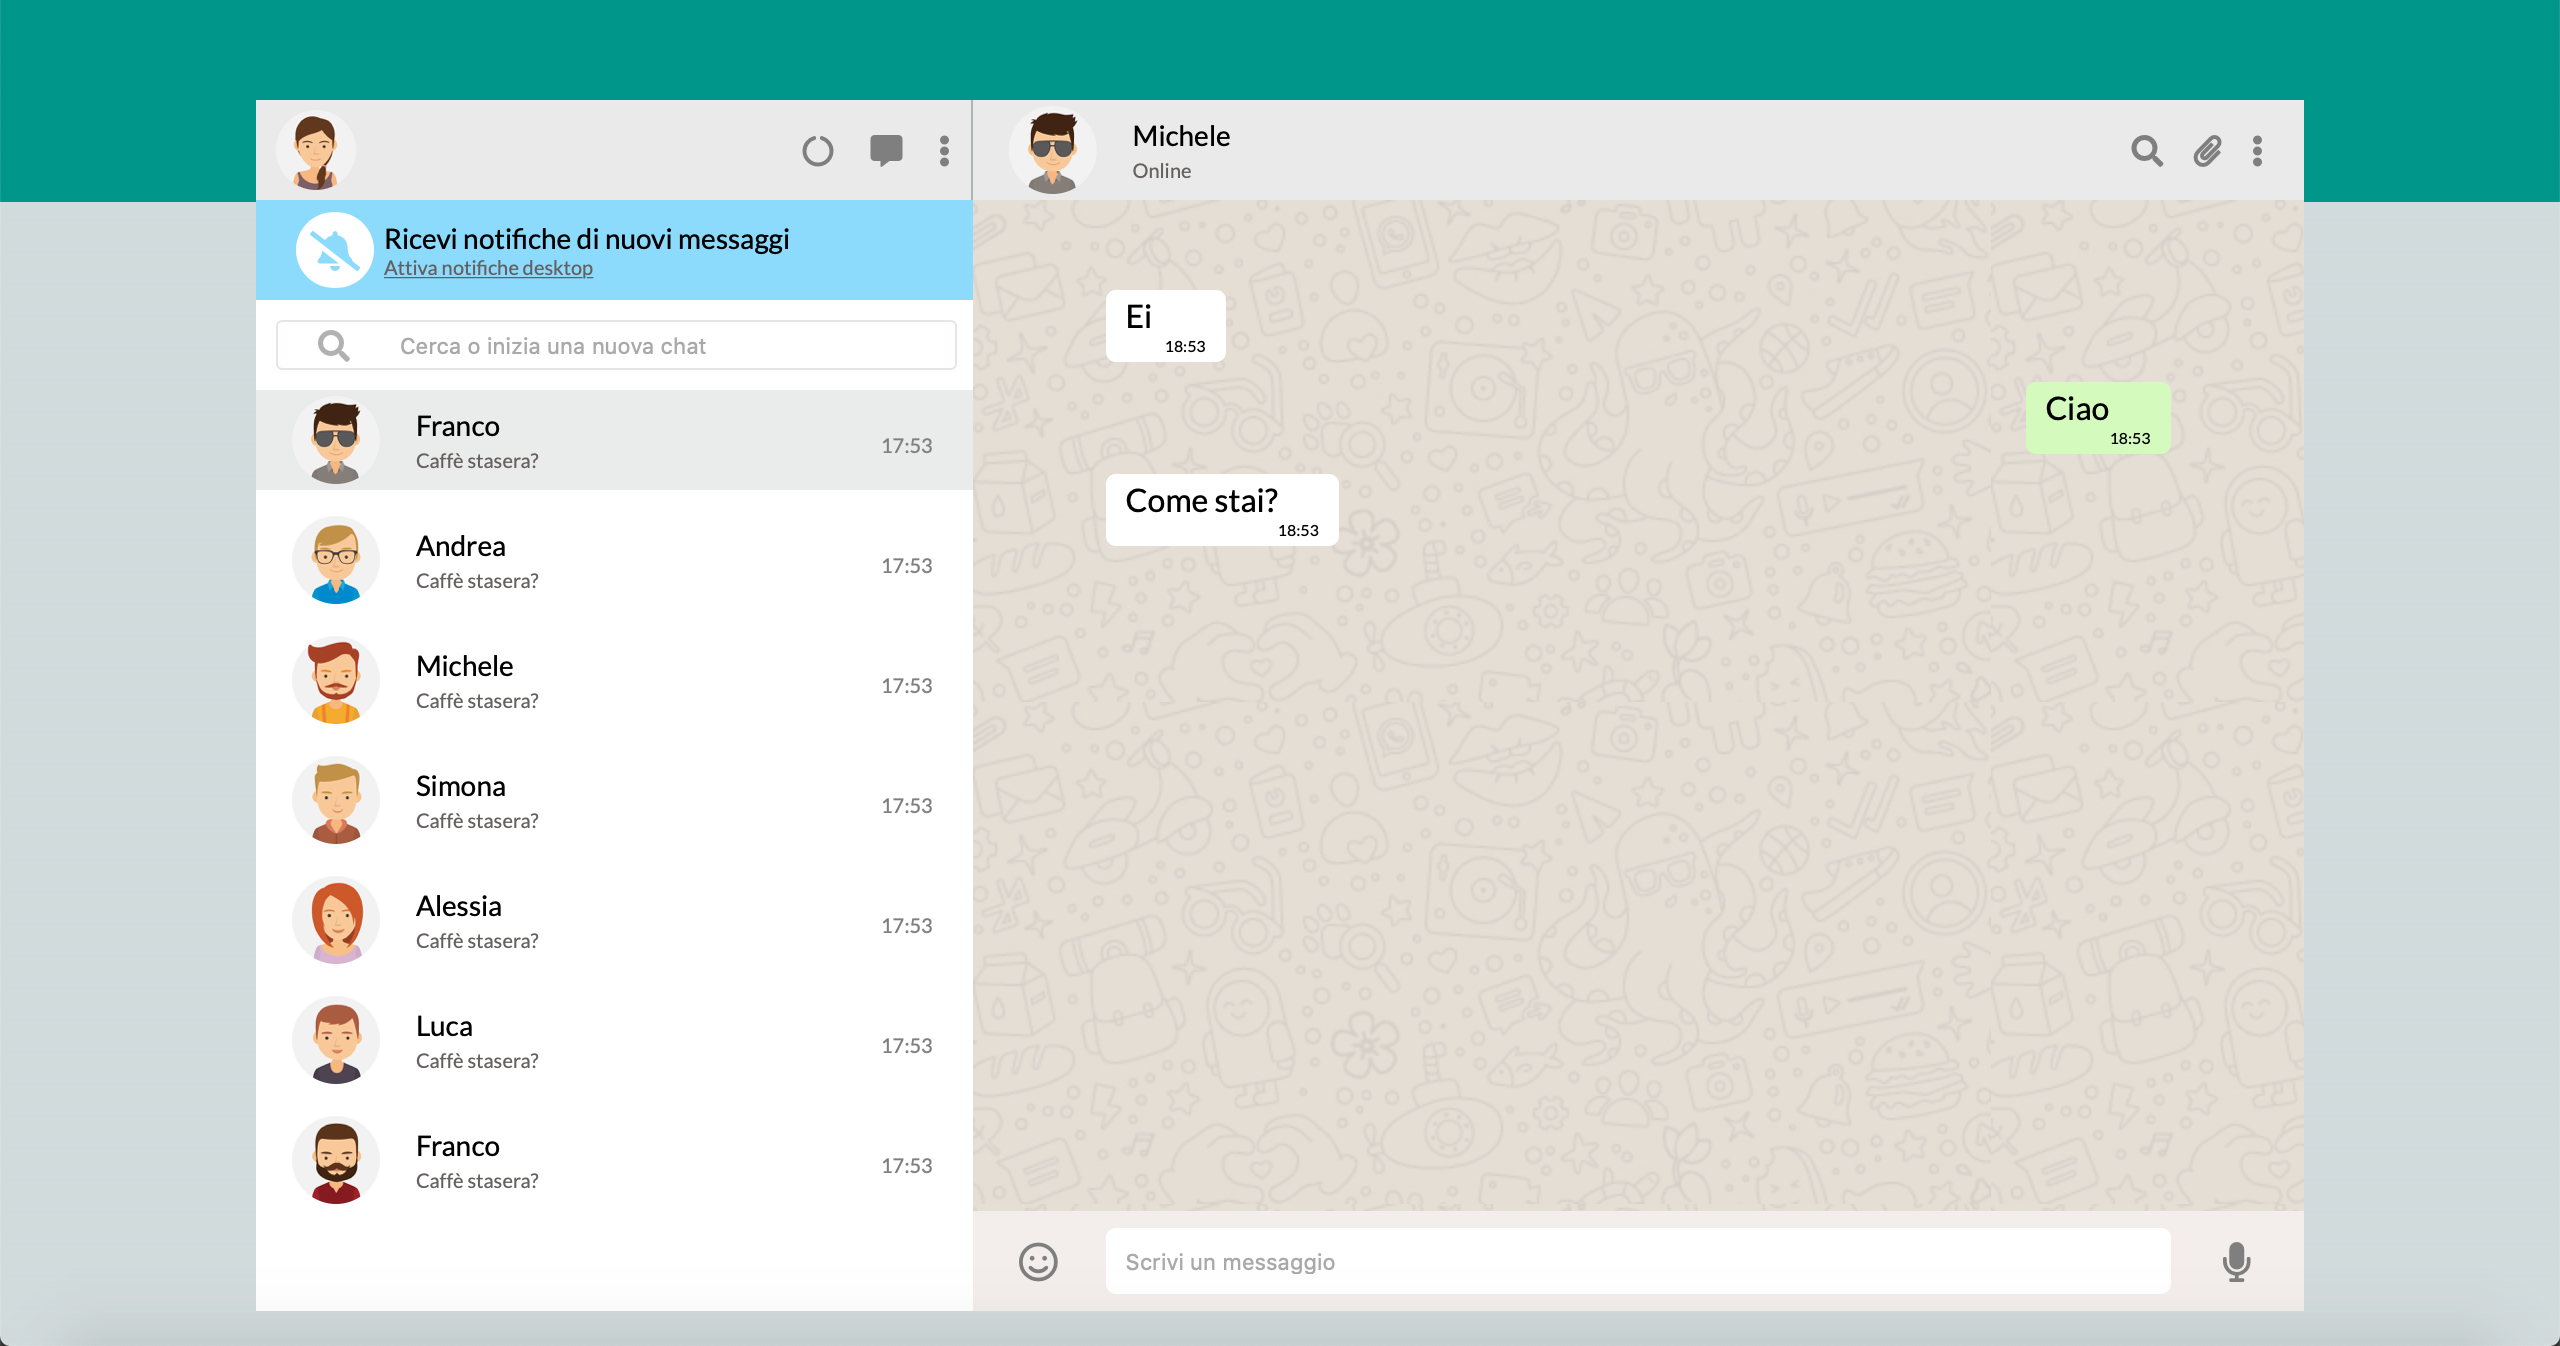 Ricevi notifiche di nuovi messaggi
Attiva notifiche desktop
Cerca o inizia una nuova chat
Franco
Caffè stasera?
17:53
Andrea
Caffè stasera?
17:53
Michele
Caffè stasera?
17:53
Simona
Caffè stasera?
17:53
Alessia
Caffè stasera?
17:53
Luca
Caffè stasera?
17:53
Franco
Caffè stasera?
17:53
Michele
Online
Ei
18:53
Ciao
18:53
Come stai?
18:53
Scrivi un messaggio